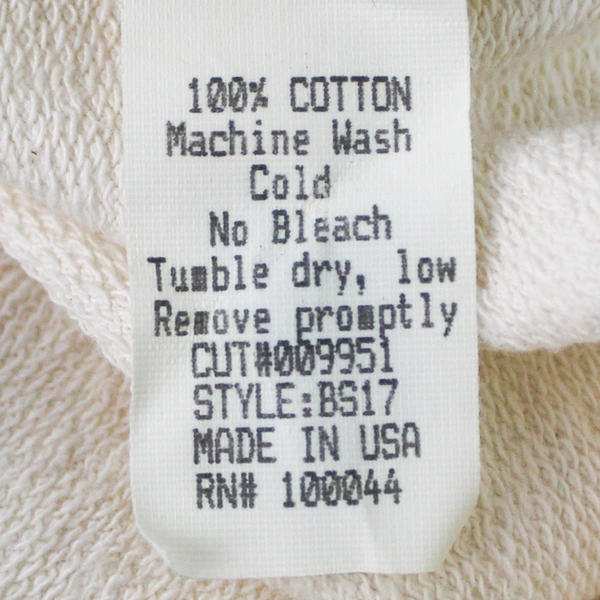 100% COTTON
Machine Wash
Cold
No Bleach
Tumble dry, low
Remove promptly
CUT#009951
STYLE:BS17
MADE IN USA
RN# 100044